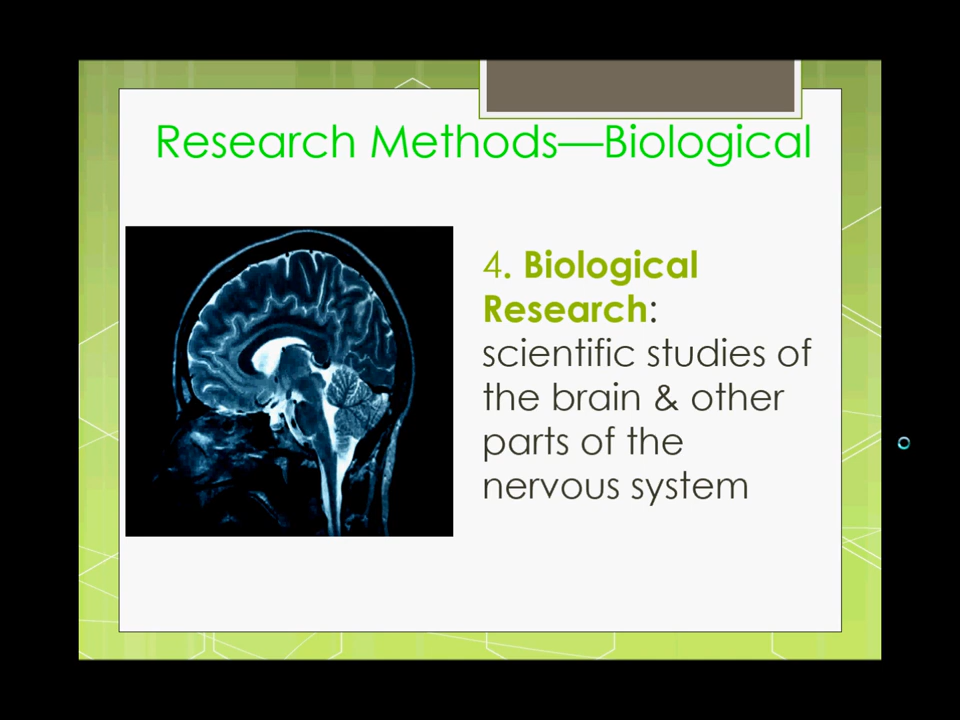 Research Methods—Biological
4. Biological
Research:
scientific studies of
the brain & other
parts of the
nervous system